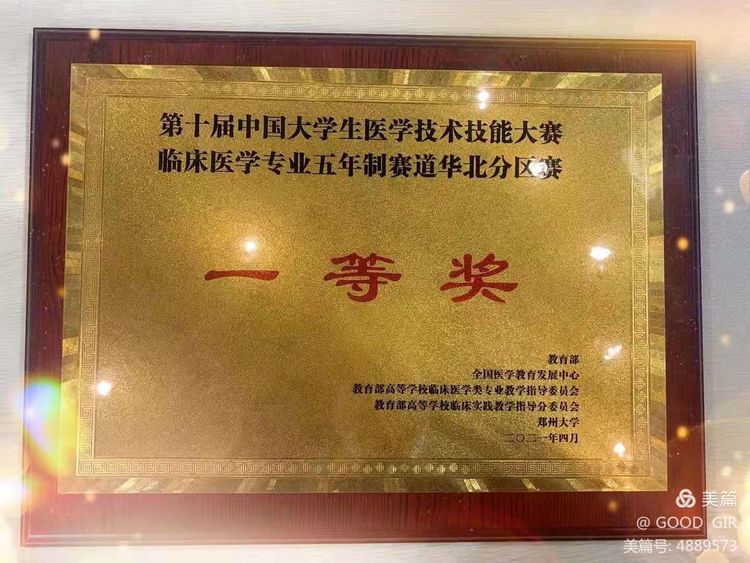 第十届中国大学生医学技术技能大赛
临床医学专业五年制赛道华北分区赛
一等奖
教育部
全国医学教育发展中心
教育部高等学校临床医学类专业教学指导委员会
教育部高等学校临床实践教学指导分委员会
郑州大学
二〇二一年四月
美篇
@ GOOD_GIR
美篇号: 4889573